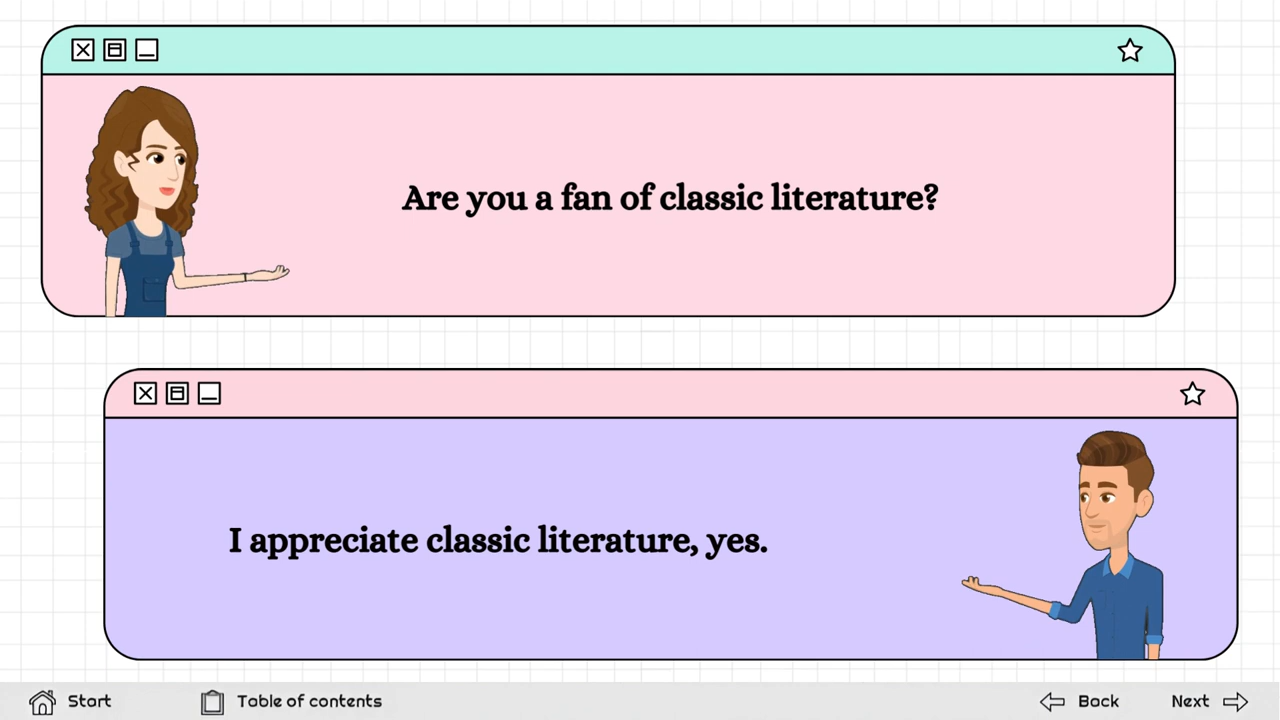 Are you a fan of classic literature?
I appreciate classic literature, yes.
Start
Table of contents
Back
Next